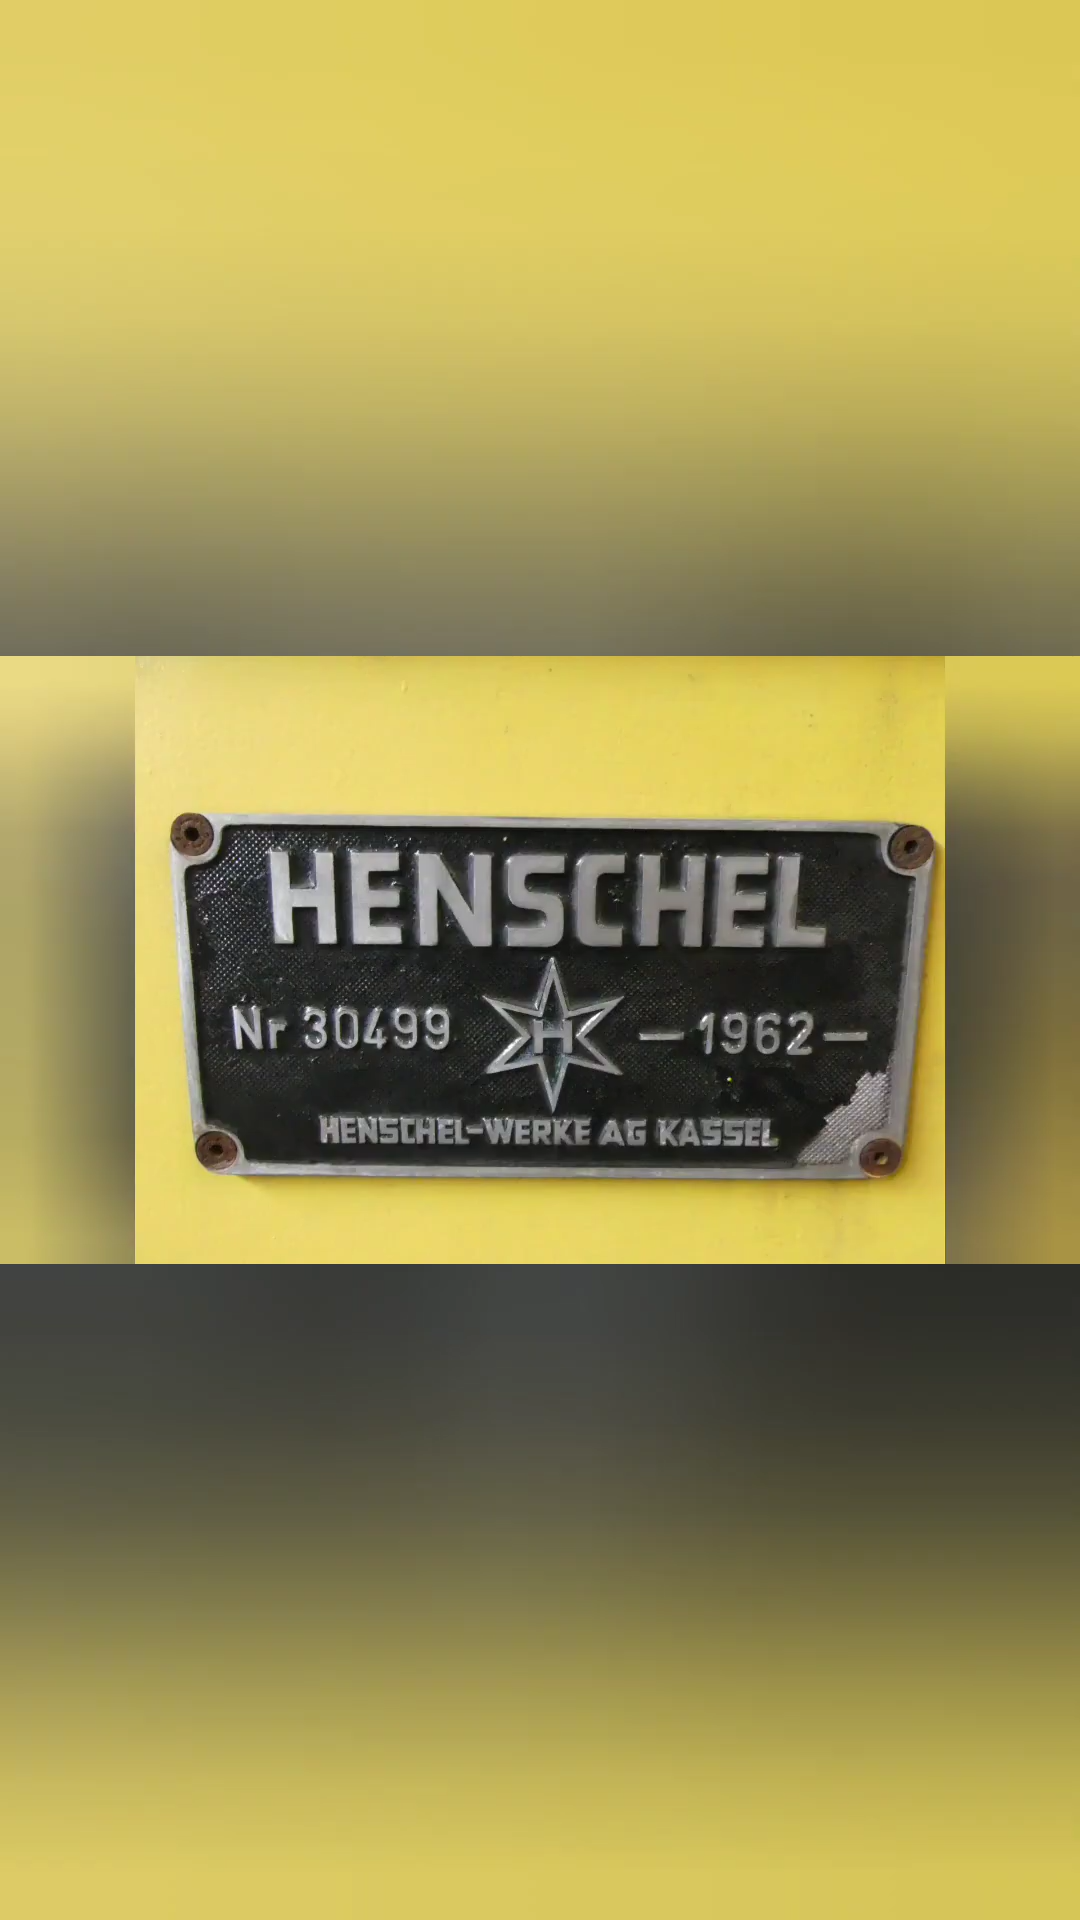 HENSCHEL
Nr 30499 H — 1962 —
HENSCHEL-WERKE AG KASSEL